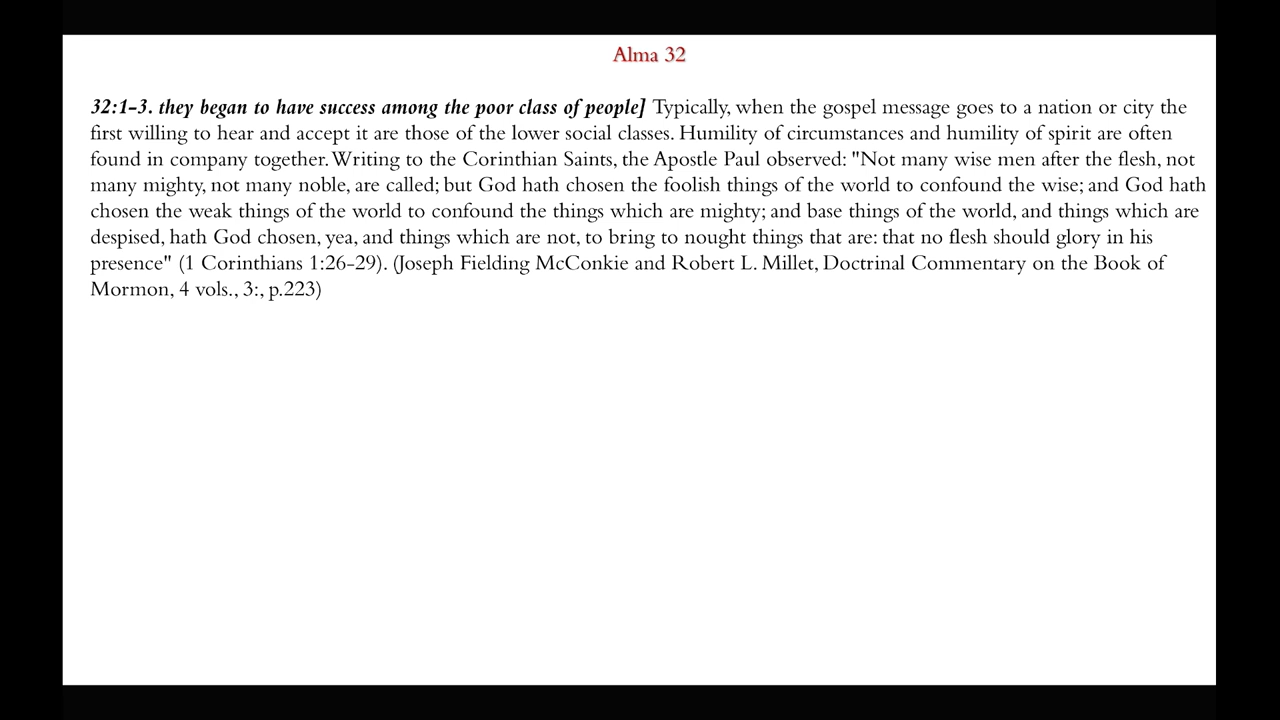 Alma 32
32:1-3. they began to have success among the poor class of people] Typically, when the gospel message goes to a nation or city the
first willing to hear and accept it are those of the lower social classes. Humility of circumstances and humility of spirit are often
found in company together. Writing to the Corinthian Saints, the Apostle Paul observed: "Not many wise men after the flesh, not
many mighty, not many noble, are called; but God hath chosen the foolish things of the world to confound the wise; and God hath
chosen the weak things of the world to confound the things which are mighty; and base things of the world, and things which are
despised, hath God chosen, yea, and things which are not, to bring to nought things that are: that no flesh should glory in his
presence" (1 Corinthians 1:26-29). (Joseph Fielding McConkie and Robert L. Millet, Doctrinal Commentary on the Book of
Mormon, 4 vols., 3:, p.223)